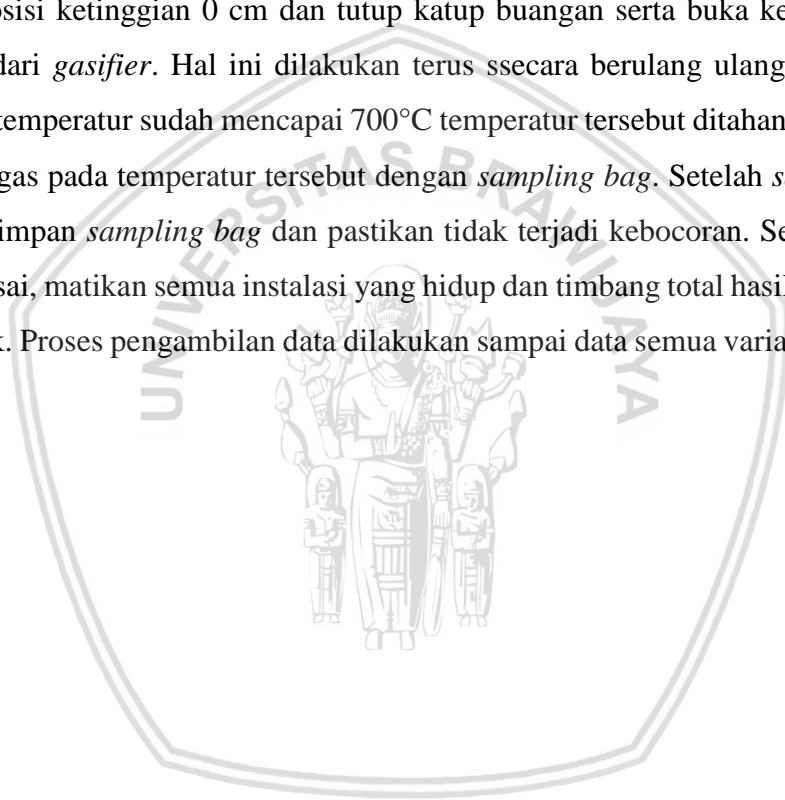 osisi ketinggian 0 cm dan tutup katup buangan serta buka ke
dari gasifier. Hal ini dilakukan terus ssecara berulang ulang
temperatur sudah mencapai 700°C temperatur tersebut ditahan
gas pada temperatur tersebut dengan sampling bag. Setelah s
impan sampling bag dan pastikan tidak terjadi kebocoran. Se
sai, matikan semua instalasi yang hidup dan timbang total hasil
k. Proses pengambilan data dilakukan sampai data semua varia
UNIVERSITAS BRAWIJAYA